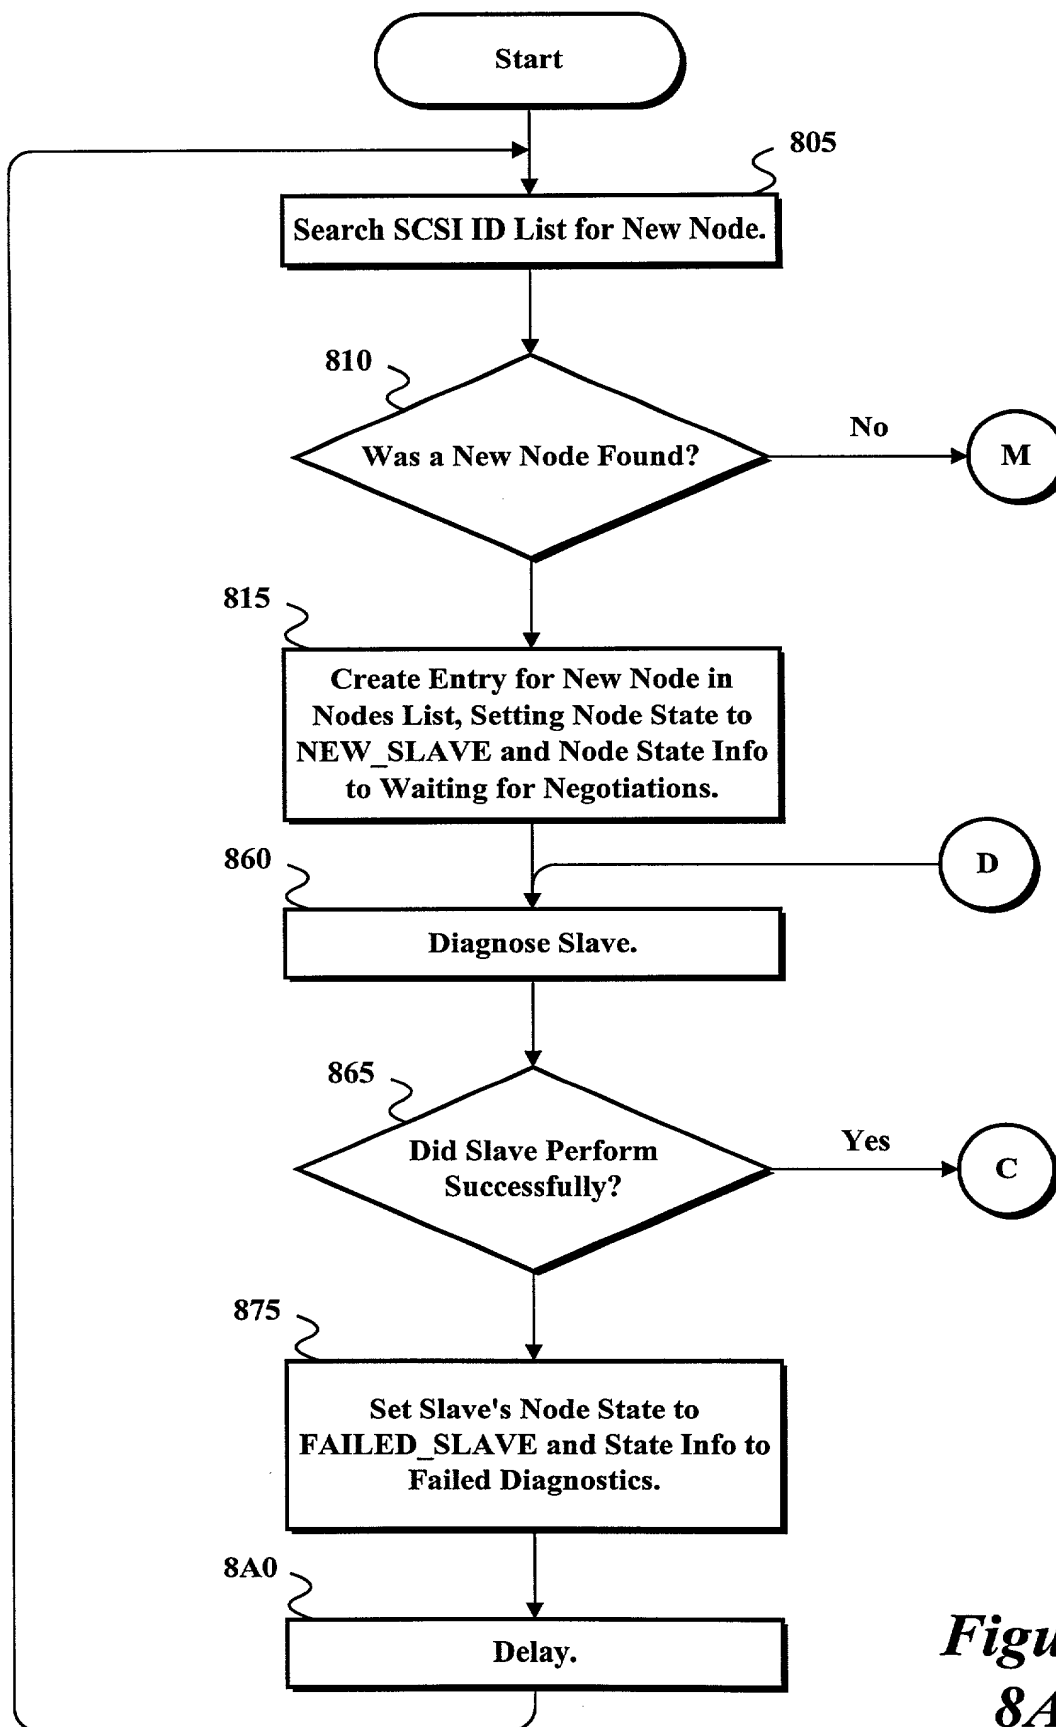 Start
805
Search SCSI ID List for New Node.
810
Was a New Node Found?
No
M
815
Create Entry for New Node in
Nodes List, Setting Node State to
NEW_SLAVE and Node State Info
to Waiting for Negotiations.
860
D
Diagnose Slave.
865
Did Slave Perform
Successfully?
Yes
C
875
Set Slave's Node State to
FAILED_SLAVE and State Info to
Failed Diagnostics.
8A0
Delay.
Figu
8A